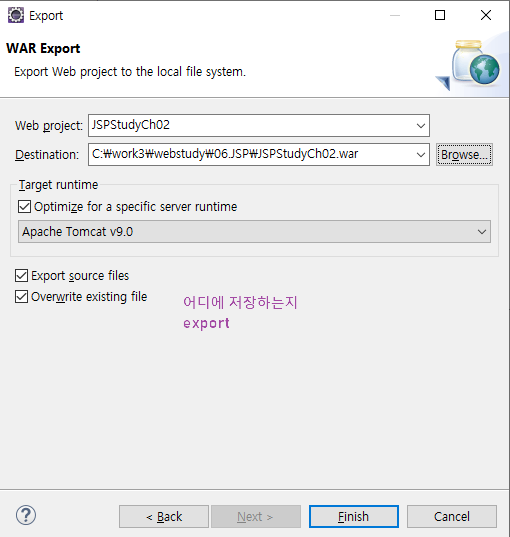 Export
WAR Export
Export Web project to the local file system.
Web project: JSPStudyCh02
Destination: C:₩work3₩webstudy₩06.JSP₩JSPStudyCh02.war Browse...
Target runtime
Optimize for a specific server runtime
Apache Tomcat v9.0
Export source files
Overwrite existing file
어디에 저장하는지
export
? < Back Next > Finish Cancel